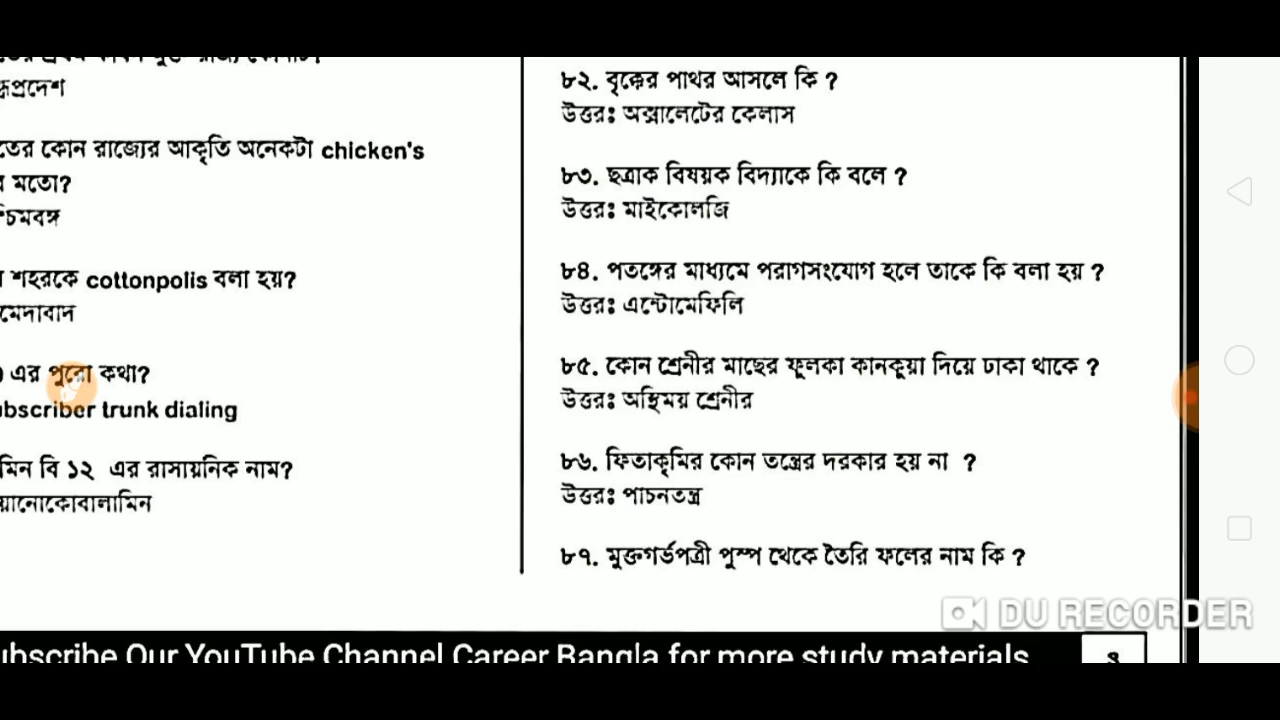 রাজ্য
প্রদেশ
তের কোন রাজ্যের আকৃতি অনেকটা chicken's
র মতো?
শ্চিমবঙ্গ
শহরকে cottonpolis বলা হয়?
মেদাবাদ
এর পুরো কথা?
ubscriber trunk dialing
মিন বি ১২ এর রাসায়নিক নাম?
য়ানোকোবালামিন
৮২. বৃক্কের পাথর আসলে কি ?
উত্তরঃ অক্সালেটের কেলাস
৮৩. ছত্রাক বিষয়ক বিদ্যাকে কি বলে ?
উত্তরঃ মাইকোলজি
৮৪. পতঙ্গের মাধ্যমে পরাগসংযোগ হলে তাকে কি বলা হয় ?
উত্তরঃ এন্টোমেফিলি
৮৫. কোন শ্রেনীর মাছের ফুলকা কানকুয়া দিয়ে ঢাকা থাকে ?
উত্তরঃ অস্থিময় শ্রেনীর
৮৬. ফিতাকৃমির কোন তন্ত্রের দরকার হয় না ?
উত্তরঃ পাচনতন্ত্র
৮৭. মুক্তগর্ভপত্রী পুস্প থেকে তৈরি ফলের নাম কি ?
DU RECORDER
ubscribe Our YouTube Channel Career Bangla for more study materials